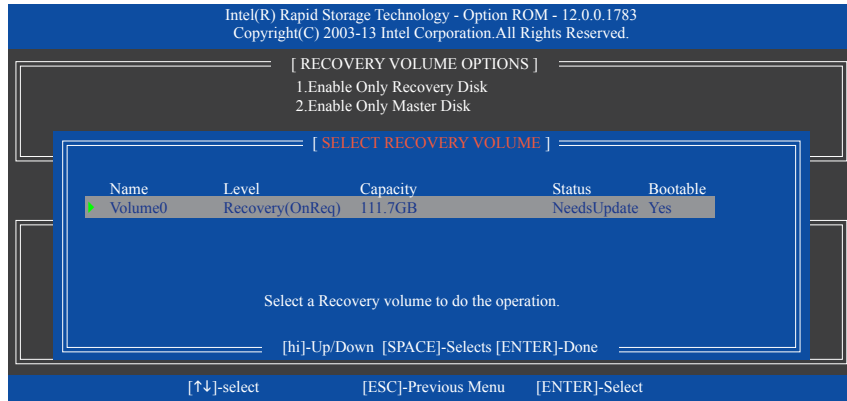 Intel(R) Rapid Storage Technology - Option ROM - 12.0.0.1783
Copyright(C) 2003-13 Intel Corporation.All Rights Reserved.
[ RECOVERY VOLUME OPTIONS ]
1.Enable Only Recovery Disk
2.Enable Only Master Disk
[ SELECT RECOVERY VOLUME ]
Name Level Capacity Status Bootable
Volume0 Recovery(OnReq) 111.7GB NeedsUpdate Yes
Select a Recovery volume to do the operation.
[hi]-Up/Down [SPACE]-Selects [ENTER]-Done
[↑↓]-select [ESC]-Previous Menu [ENTER]-Select